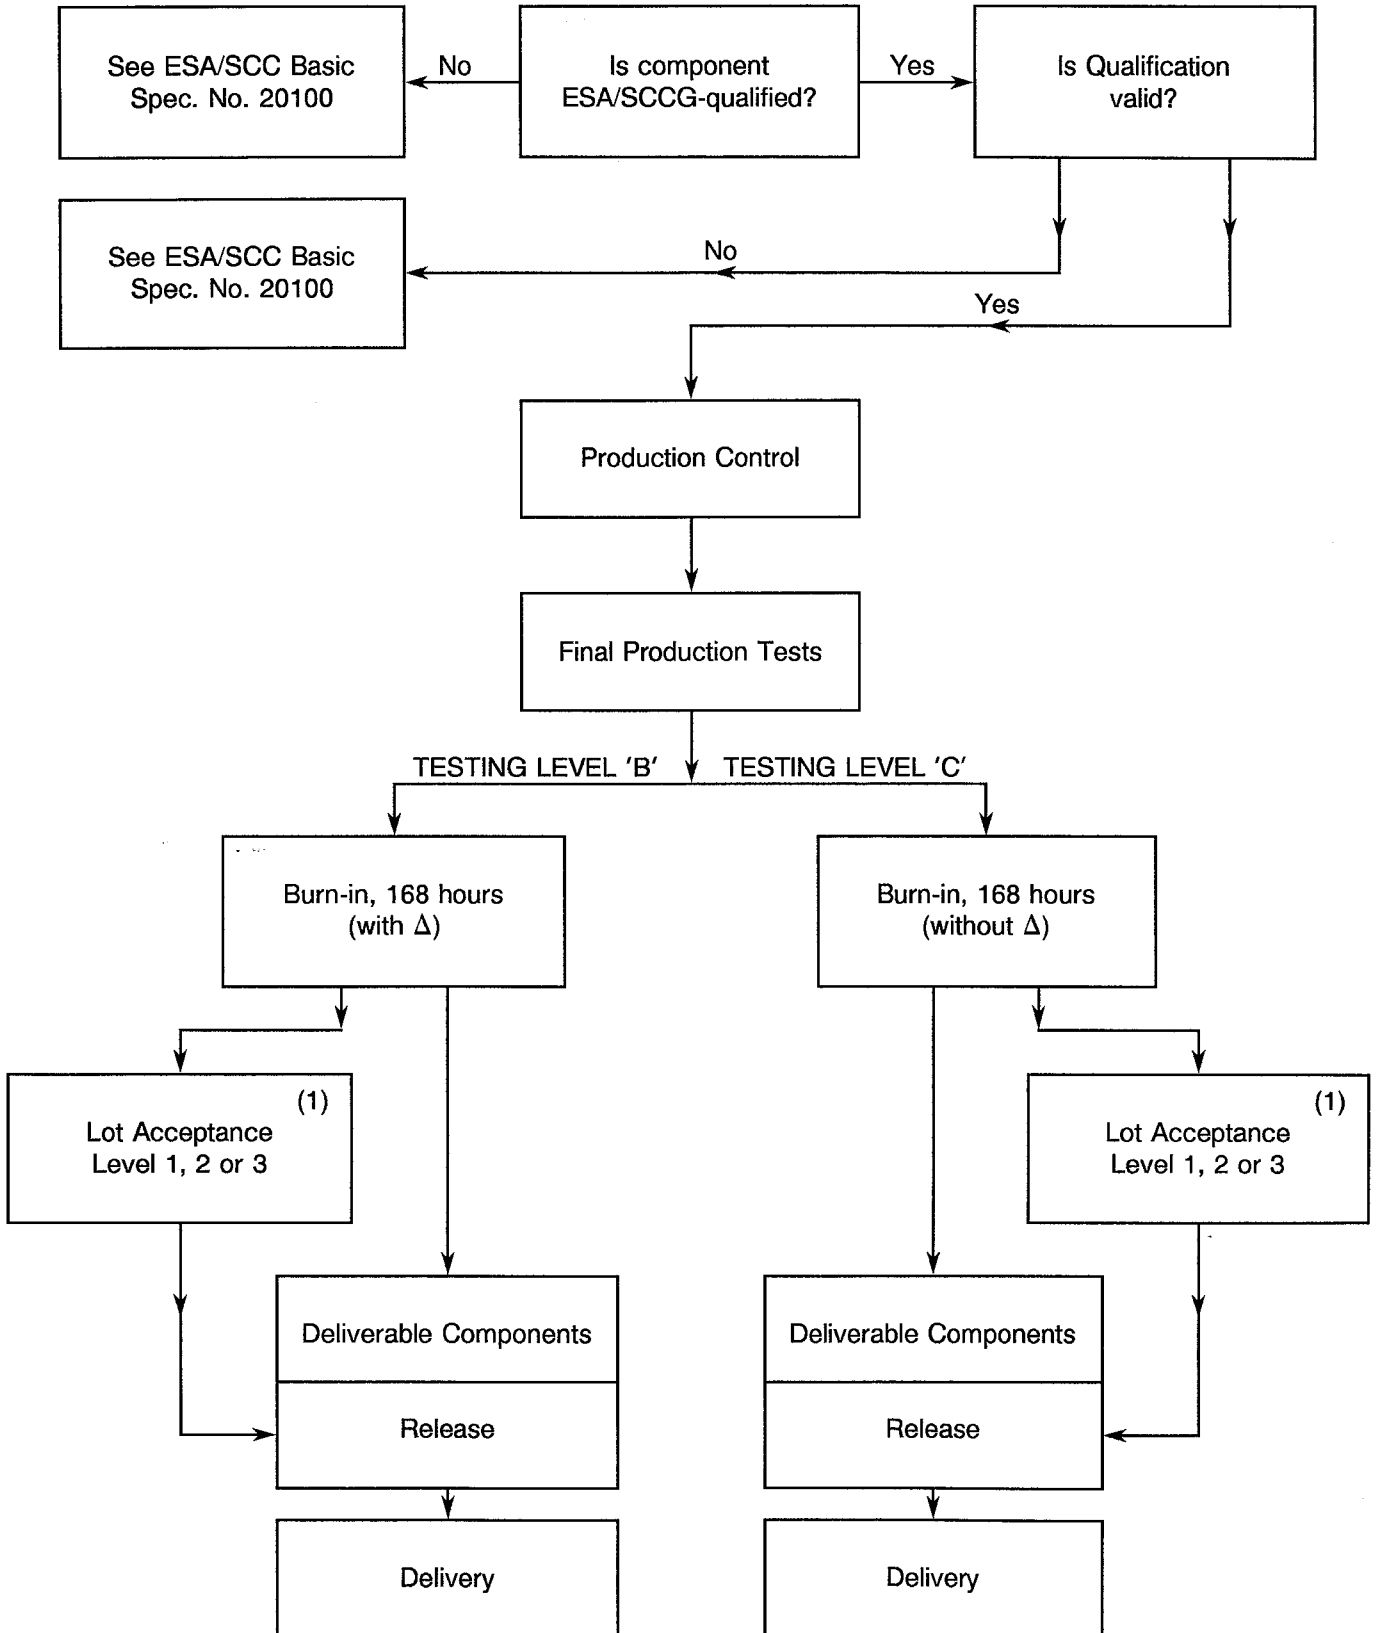 See ESA/SCC Basic
Spec. No. 20100
No
Is component
ESA/SCCG-qualified?
Yes
Is Qualification
valid?
See ESA/SCC Basic
Spec. No. 20100
No
Yes
Production Control
Final Production Tests
TESTING LEVEL 'B'
TESTING LEVEL 'C'
Burn-in, 168 hours
(with Δ)
Burn-in, 168 hours
(without Δ)
(1)
Lot Acceptance
Level 1, 2 or 3
(1)
Lot Acceptance
Level 1, 2 or 3
Deliverable Components
Deliverable Components
Release
Release
Delivery
Delivery